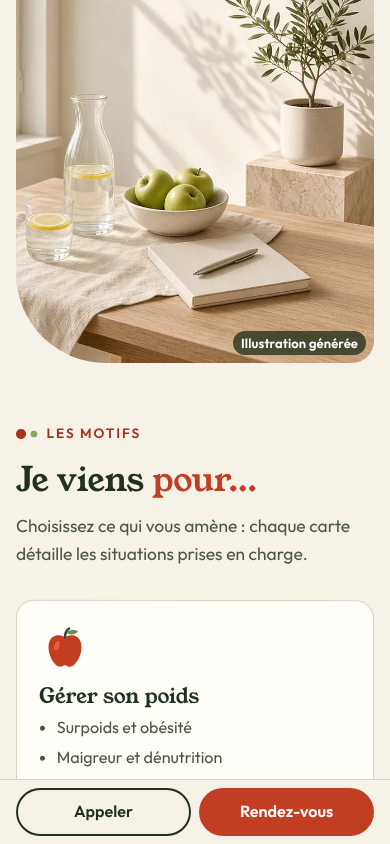 Illustration générée
LES MOTIFS
Je viens pour...
Choisissez ce qui vous amène : chaque carte
détaille les situations prises en charge.
Gérer son poids
• Surpoids et obésité
• Maigreur et dénutrition
Appeler
Rendez-vous